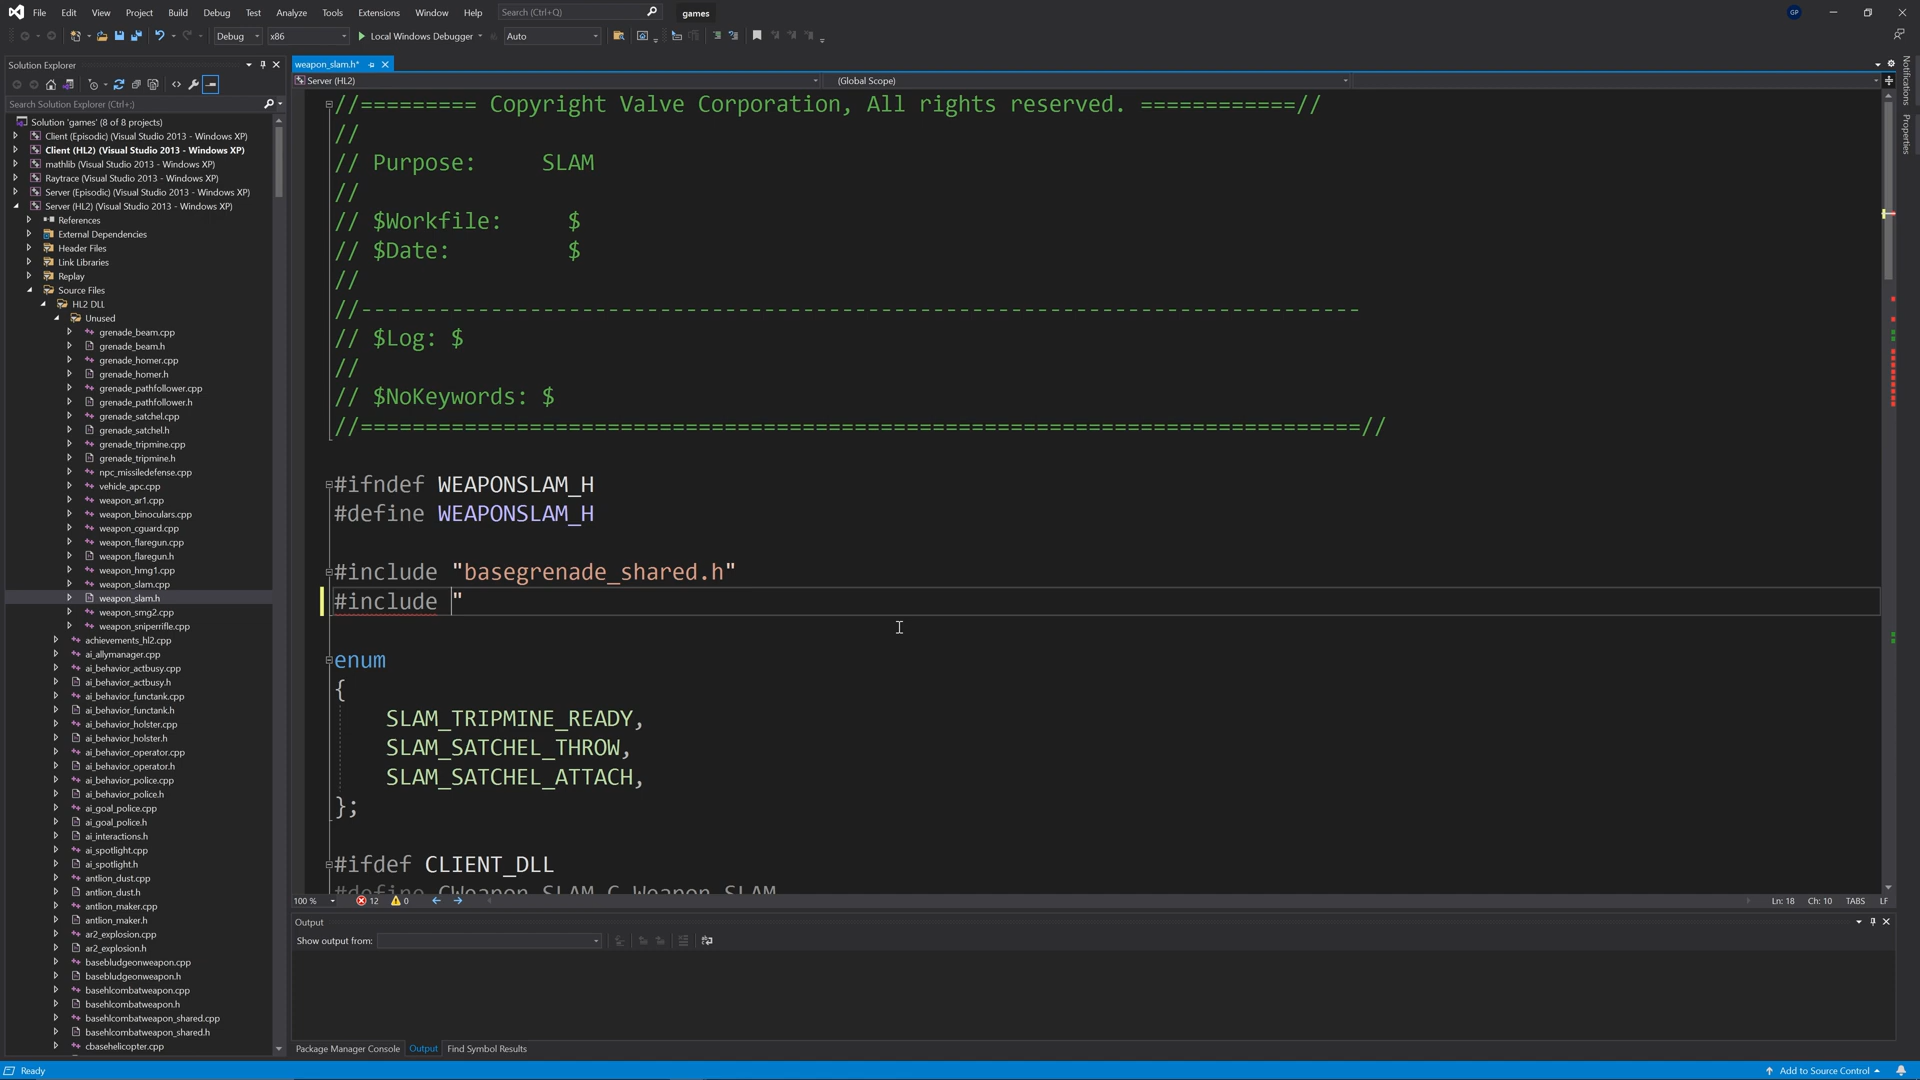 File Edit View Project Build Debug Test Analyze Tools Extensions Window Help Search (Ctrl+Q) games GP
Debug x86 Local Windows Debugger Auto
Solution Explorer
Search Solution Explorer (Ctrl+;)
Solution 'games' (8 of 8 projects)
Client (Episodic) (Visual Studio 2013 - Windows XP)
Client (HL2) (Visual Studio 2013 - Windows XP)
mathlib (Visual Studio 2013 - Windows XP)
Raytrace (Visual Studio 2013 - Windows XP)
Server (Episodic) (Visual Studio 2013 - Windows XP)
Server (HL2) (Visual Studio 2013 - Windows XP)
References
External Dependencies
Header Files
Link Libraries
Replay
Source Files
HL2 DLL
Unused
grenade_beam.cpp
grenade_beam.h
grenade_homer.cpp
grenade_homer.h
grenade_pathfollower.cpp
grenade_pathfollower.h
grenade_satchel.cpp
grenade_satchel.h
grenade_tripmine.cpp
grenade_tripmine.h
npc_missiledefense.cpp
vehicle_apc.cpp
weapon_ar1.cpp
weapon_binoculars.cpp
weapon_cguard.cpp
weapon_flaregun.cpp
weapon_flaregun.h
weapon_hmg1.cpp
weapon_slam.cpp
weapon_slam.h
weapon_smg2.cpp
weapon_sniperrifle.cpp
achievements_hl2.cpp
ai_allymanager.cpp
ai_behavior_actbusy.cpp
ai_behavior_actbusy.h
ai_behavior_functank.cpp
ai_behavior_functank.h
ai_behavior_holster.cpp
ai_behavior_holster.h
ai_behavior_operator.cpp
ai_behavior_operator.h
ai_behavior_police.cpp
ai_behavior_police.h
ai_goal_police.cpp
ai_goal_police.h
ai_interactions.h
ai_spotlight.cpp
ai_spotlight.h
antlion_dust.cpp
antlion_dust.h
antlion_maker.cpp
antlion_maker.h
ar2_explosion.cpp
ar2_explosion.h
basebludgeonweapon.cpp
basebludgeonweapon.h
basehlcombatweapon.cpp
basehlcombatweapon.h
basehlcombatweapon_shared.cpp
basehlcombatweapon_shared.h
cbasehelicopter.cpp
weapon_slam.h*
Server (HL2) (Global Scope)
//========= Copyright Valve Corporation, All rights reserved. ============//
//
// Purpose: SLAM
//
// $Workfile: $
// $Date: $
//
//-----------------------------------------------------------------------------
// $Log: $
//
// $NoKeywords: $
//=============================================================================//
#ifndef WEAPONSLAM_H
#define WEAPONSLAM_H
#include "basegrenade_shared.h"
#include "
enum
{
SLAM_TRIPMINE_READY,
SLAM_SATCHEL_THROW,
SLAM_SATCHEL_ATTACH,
};
#ifdef CLIENT_DLL
#define CWeapon_SLAM C_Weapon_SLAM
100 % 12 0 Ln: 18 Ch: 10 TABS LF
Output
Show output from:
Package Manager Console Output Find Symbol Results
Notifications
Properties
Ready Add to Source Control